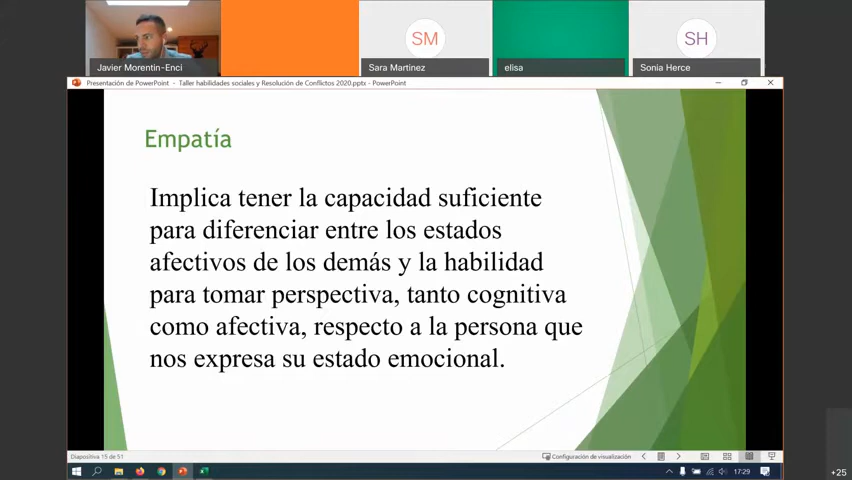 SM
SH
Javier Morentin-Enci
Sara Martinez
elisa
Sonia Herce
Presentación de PowerPoint - Taller habilidades sociales y Resolución de Conflictos 2020.pptx - PowerPoint
Empatía
Implica tener la capacidad suficiente
para diferenciar entre los estados
afectivos de los demás y la habilidad
para tomar perspectiva, tanto cognitiva
como afectiva, respecto a la persona que
nos expresa su estado emocional.
Diapositiva 15 de 51
Configuración de visualización
17:29
+25